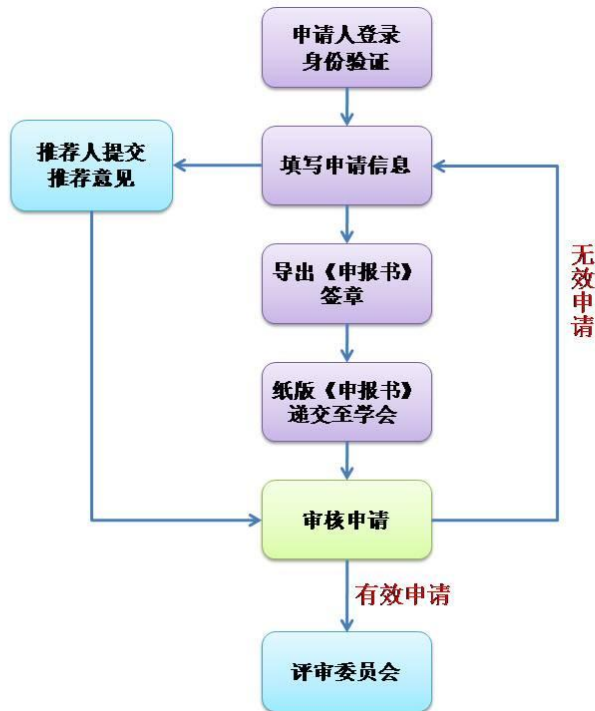 申请人登录
身份验证
推荐人提交
推荐意见
填写申请信息
导出《申报书》
签章
无效申请
纸版《申报书》
递交至学会
审核申请
有效申请
评审委员会